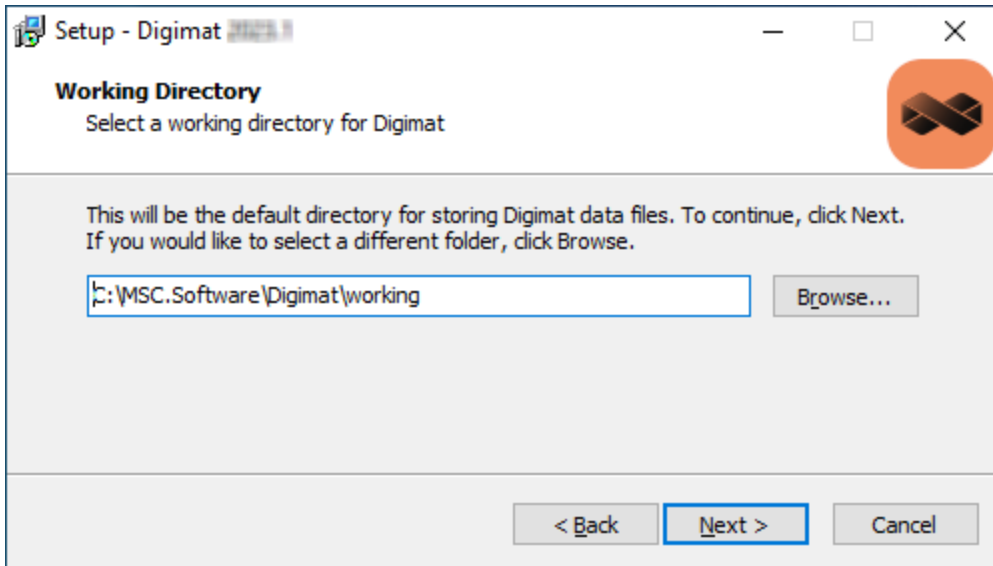 Setup - Digimat
Working Directory
Select a working directory for Digimat
This will be the default directory for storing Digimat data files. To continue, click Next.
If you would like to select a different folder, click Browse.
C:\MSC.Software\Digimat\working
Browse...
< Back
Next >
Cancel